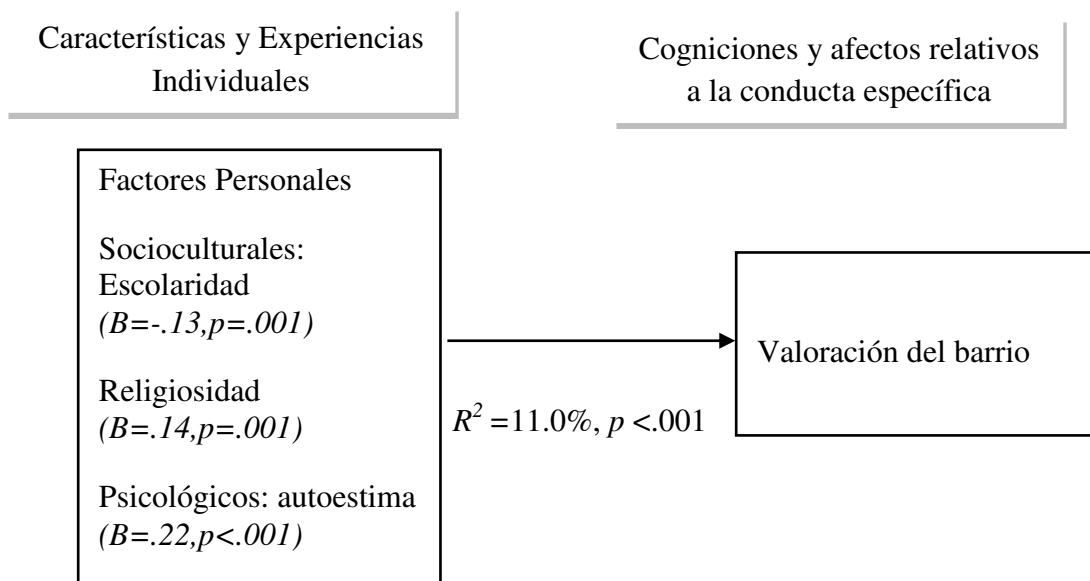 Características y Experiencias
Individuales
Cogniciones y afectos relativos
a la conducta específica
Factores Personales
Socioculturales:
Escolaridad
(B=-.13,p=.001)
Religiosidad
(B=.14,p=.001)
Psicológicos: autoestima
(B=.22,p<.001)
R² =11.0%, p <.001
Valoración del barrio